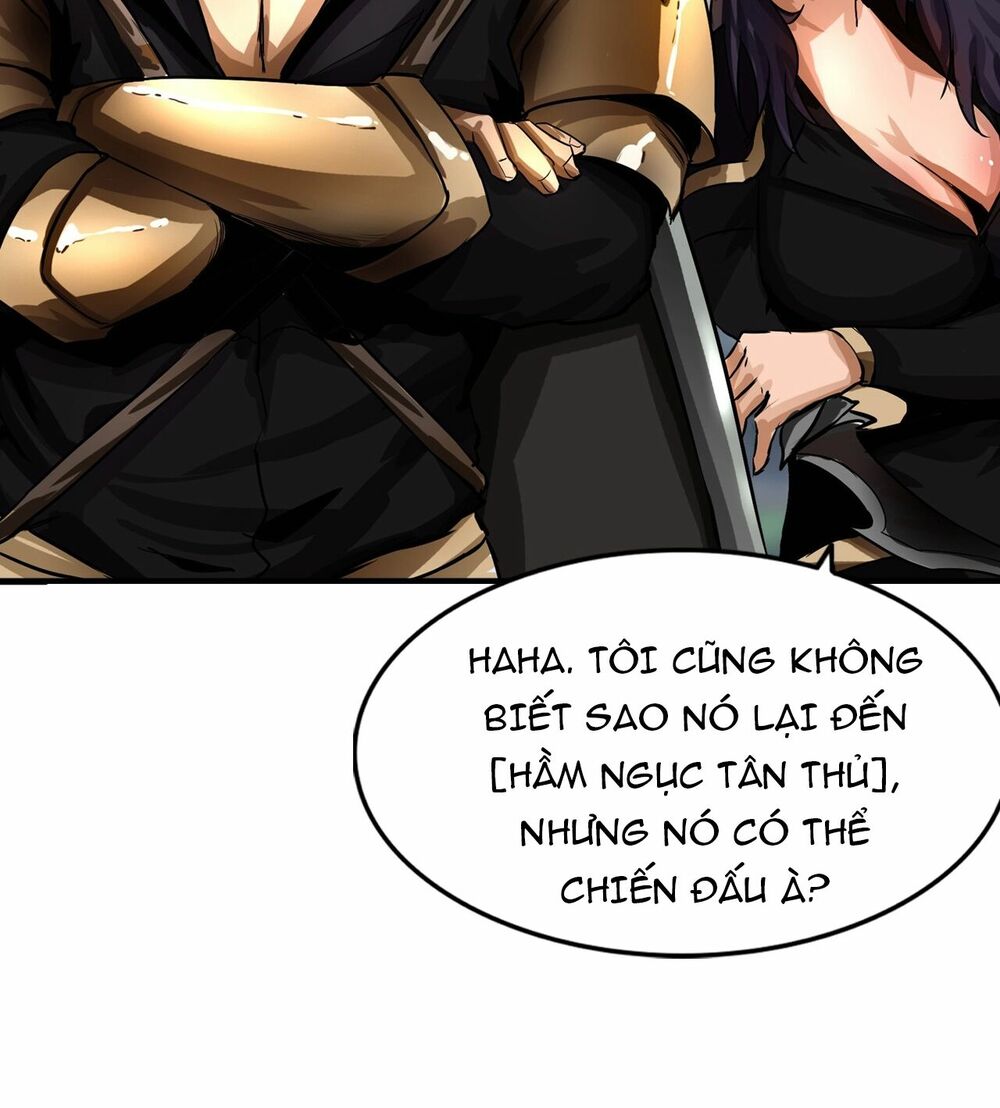 HAHA. TÔI CŨNG KHÔNG
BIẾT SAO NÓ LẠI ĐẾN
[HẦM NGỤC TÂN THỦ],
NHƯNG NÓ CÓ THỂ
CHIẾN ĐẤU À?